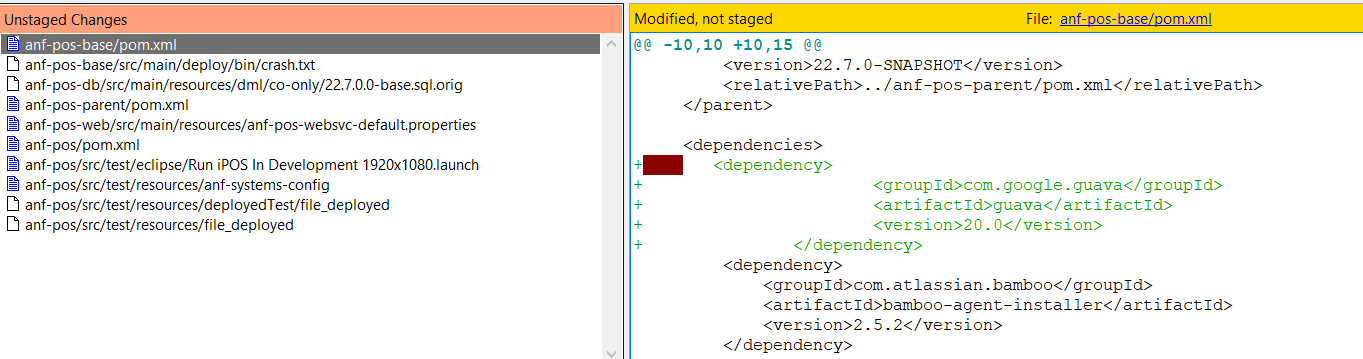 Unstaged Changes
anf-pos-base/pom.xml
anf-pos-base/src/main/deploy/bin/crash.txt
anf-pos-db/src/main/resources/dml/co-only/22.7.0.0-base.sql.orig
anf-pos-parent/pom.xml
anf-pos-web/src/main/resources/anf-pos-websvc-default.properties
anf-pos/pom.xml
anf-pos/src/test/eclipse/Run iPOS In Development 1920x1080.launch
anf-pos/src/test/resources/anf-systems-config
anf-pos/src/test/resources/deployedTest/file_deployed
anf-pos/src/test/resources/file_deployed
Modified, not staged File: anf-pos-base/pom.xml
@@ -10,10 +10,15 @@
<version>22.7.0-SNAPSHOT</version>
<relativePath>../anf-pos-parent/pom.xml</relativePath>
</parent>
<dependencies>
+ <dependency>
+ <groupId>com.google.guava</groupId>
+ <artifactId>guava</artifactId>
+ <version>20.0</version>
+ </dependency>
<dependency>
<groupId>com.atlassian.bamboo</groupId>
<artifactId>bamboo-agent-installer</artifactId>
<version>2.5.2</version>
</dependency>